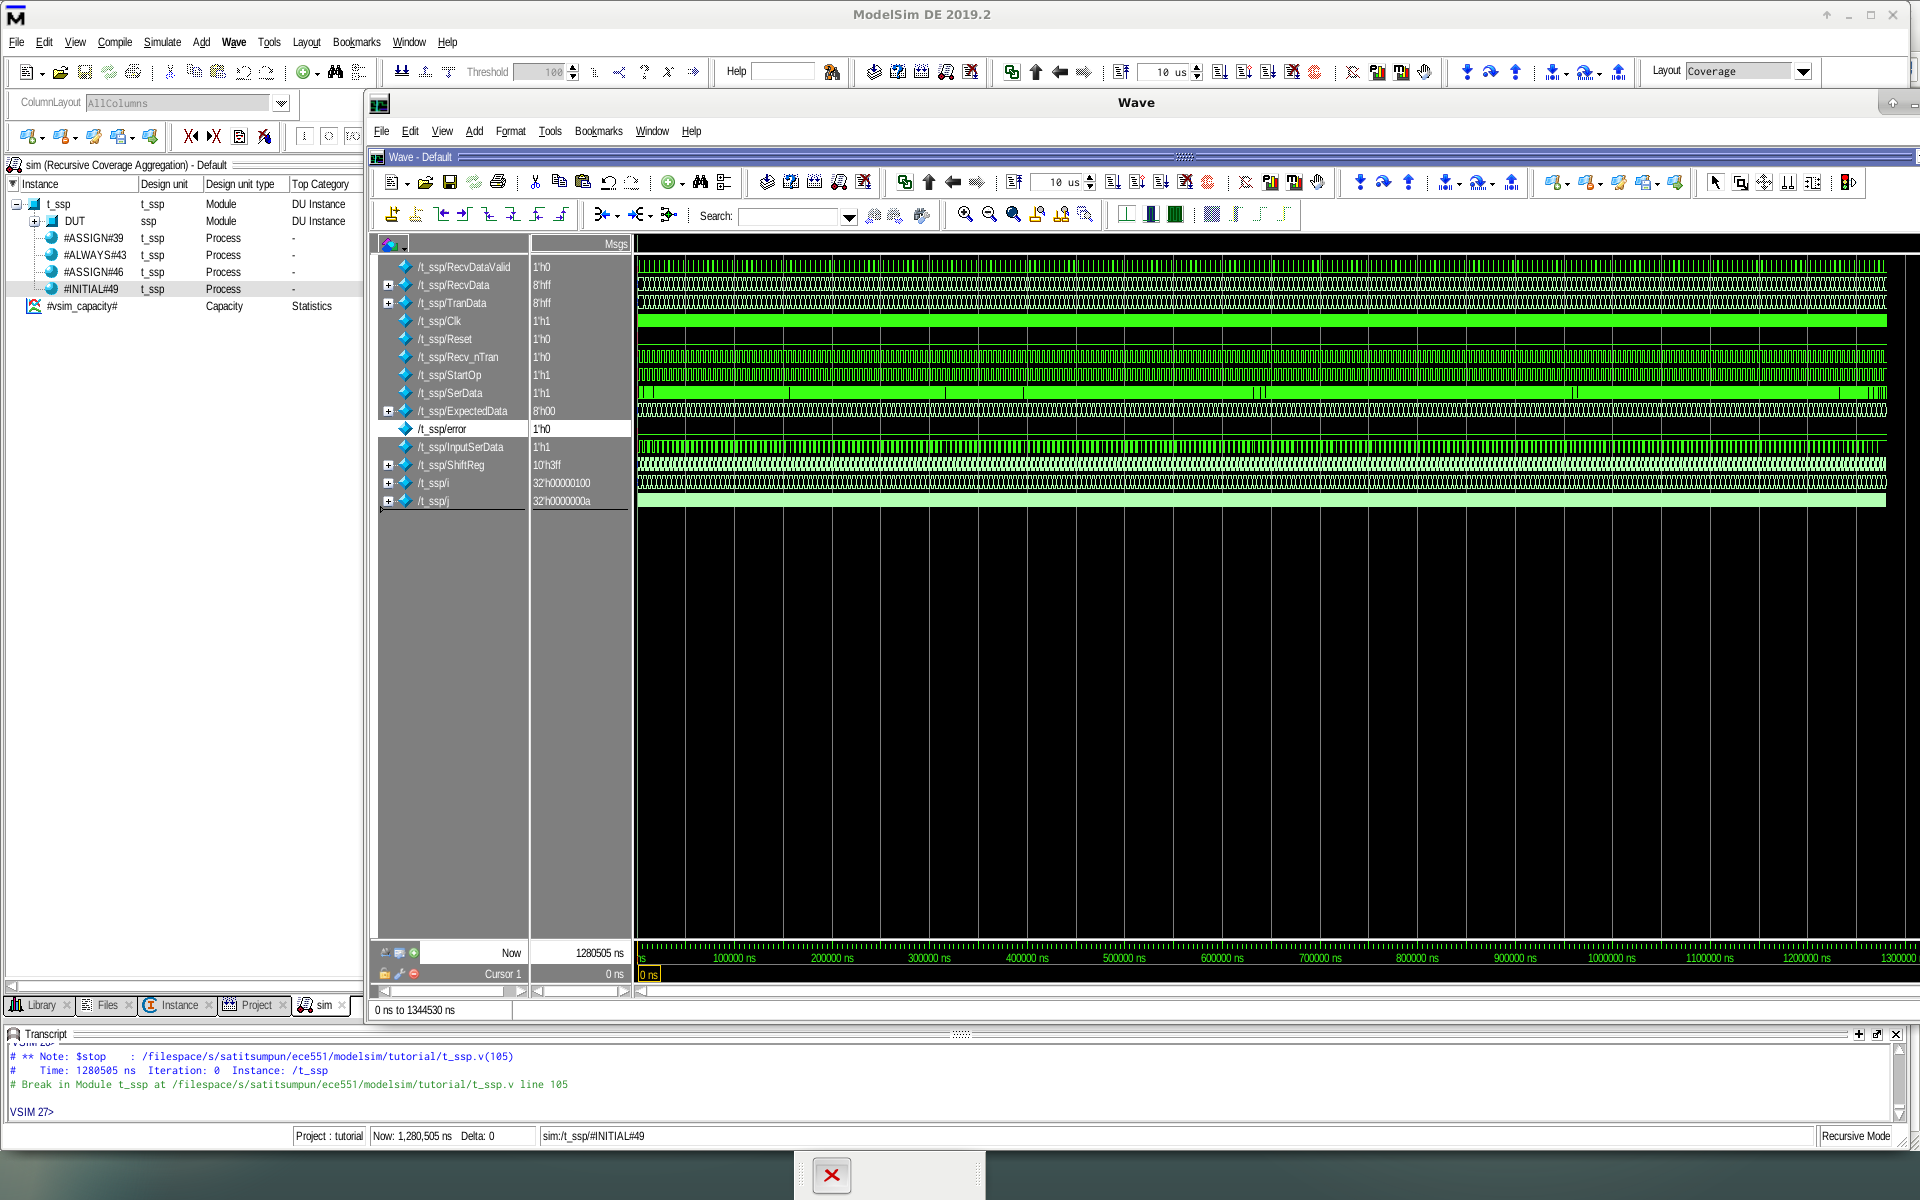 ModelSim DE 2019.2
File Edit View Compile Simulate Add Wave Tools Layout Bookmarks Window Help
Threshold 100 Help 10 us Layout Coverage
ColumnLayout AllColumns
Wave
File Edit View Add Format Tools Bookmarks Window Help
Wave - Default
sim (Recursive Coverage Aggregation) - Default
10 us
Search:
Instance Design unit Design unit type Top Category
t_ssp t_ssp Module DU Instance
DUT ssp Module DU Instance
#ASSIGN#39 t_ssp Process -
#ALWAYS#43 t_ssp Process -
#ASSIGN#46 t_ssp Process -
#INITIAL#49 t_ssp Process -
#vsim_capacity# Capacity Statistics
Msgs
/t_ssp/RecvDataValid 1'h0
/t_ssp/RecvData 8'hff
/t_ssp/TranData 8'hff
/t_ssp/Clk 1'h1
/t_ssp/Reset 1'h0
/t_ssp/Recv_nTran 1'h0
/t_ssp/StartOp 1'h1
/t_ssp/SerData 1'h1
/t_ssp/ExpectedData 8'h00
/t_ssp/error 1'h0
/t_ssp/InputSerData 1'h1
/t_ssp/ShiftReg 10'h3ff
/t_ssp/i 32'h00000100
/t_ssp/j 32'h0000000a
Now 1280505 ns
100000 ns 200000 ns 300000 ns 400000 ns 500000 ns 600000 ns 700000 ns 800000 ns 900000 ns 1000000 ns 1100000 ns 1200000 ns 1300000
Cursor 1 0 ns 0 ns
Library Files Instance Project sim
0 ns to 1344530 ns
Transcript
# ** Note: $stop : /filespace/s/satitsumpun/ece551/modelsim/tutorial/t_ssp.v(105)
# Time: 1280505 ns Iteration: 0 Instance: /t_ssp
# Break in Module t_ssp at /filespace/s/satitsumpun/ece551/modelsim/tutorial/t_ssp.v line 105
VSIM 27>
Project : tutorial Now: 1,280,505 ns Delta: 0 sim:/t_ssp/#INITIAL#49 Recursive Mode